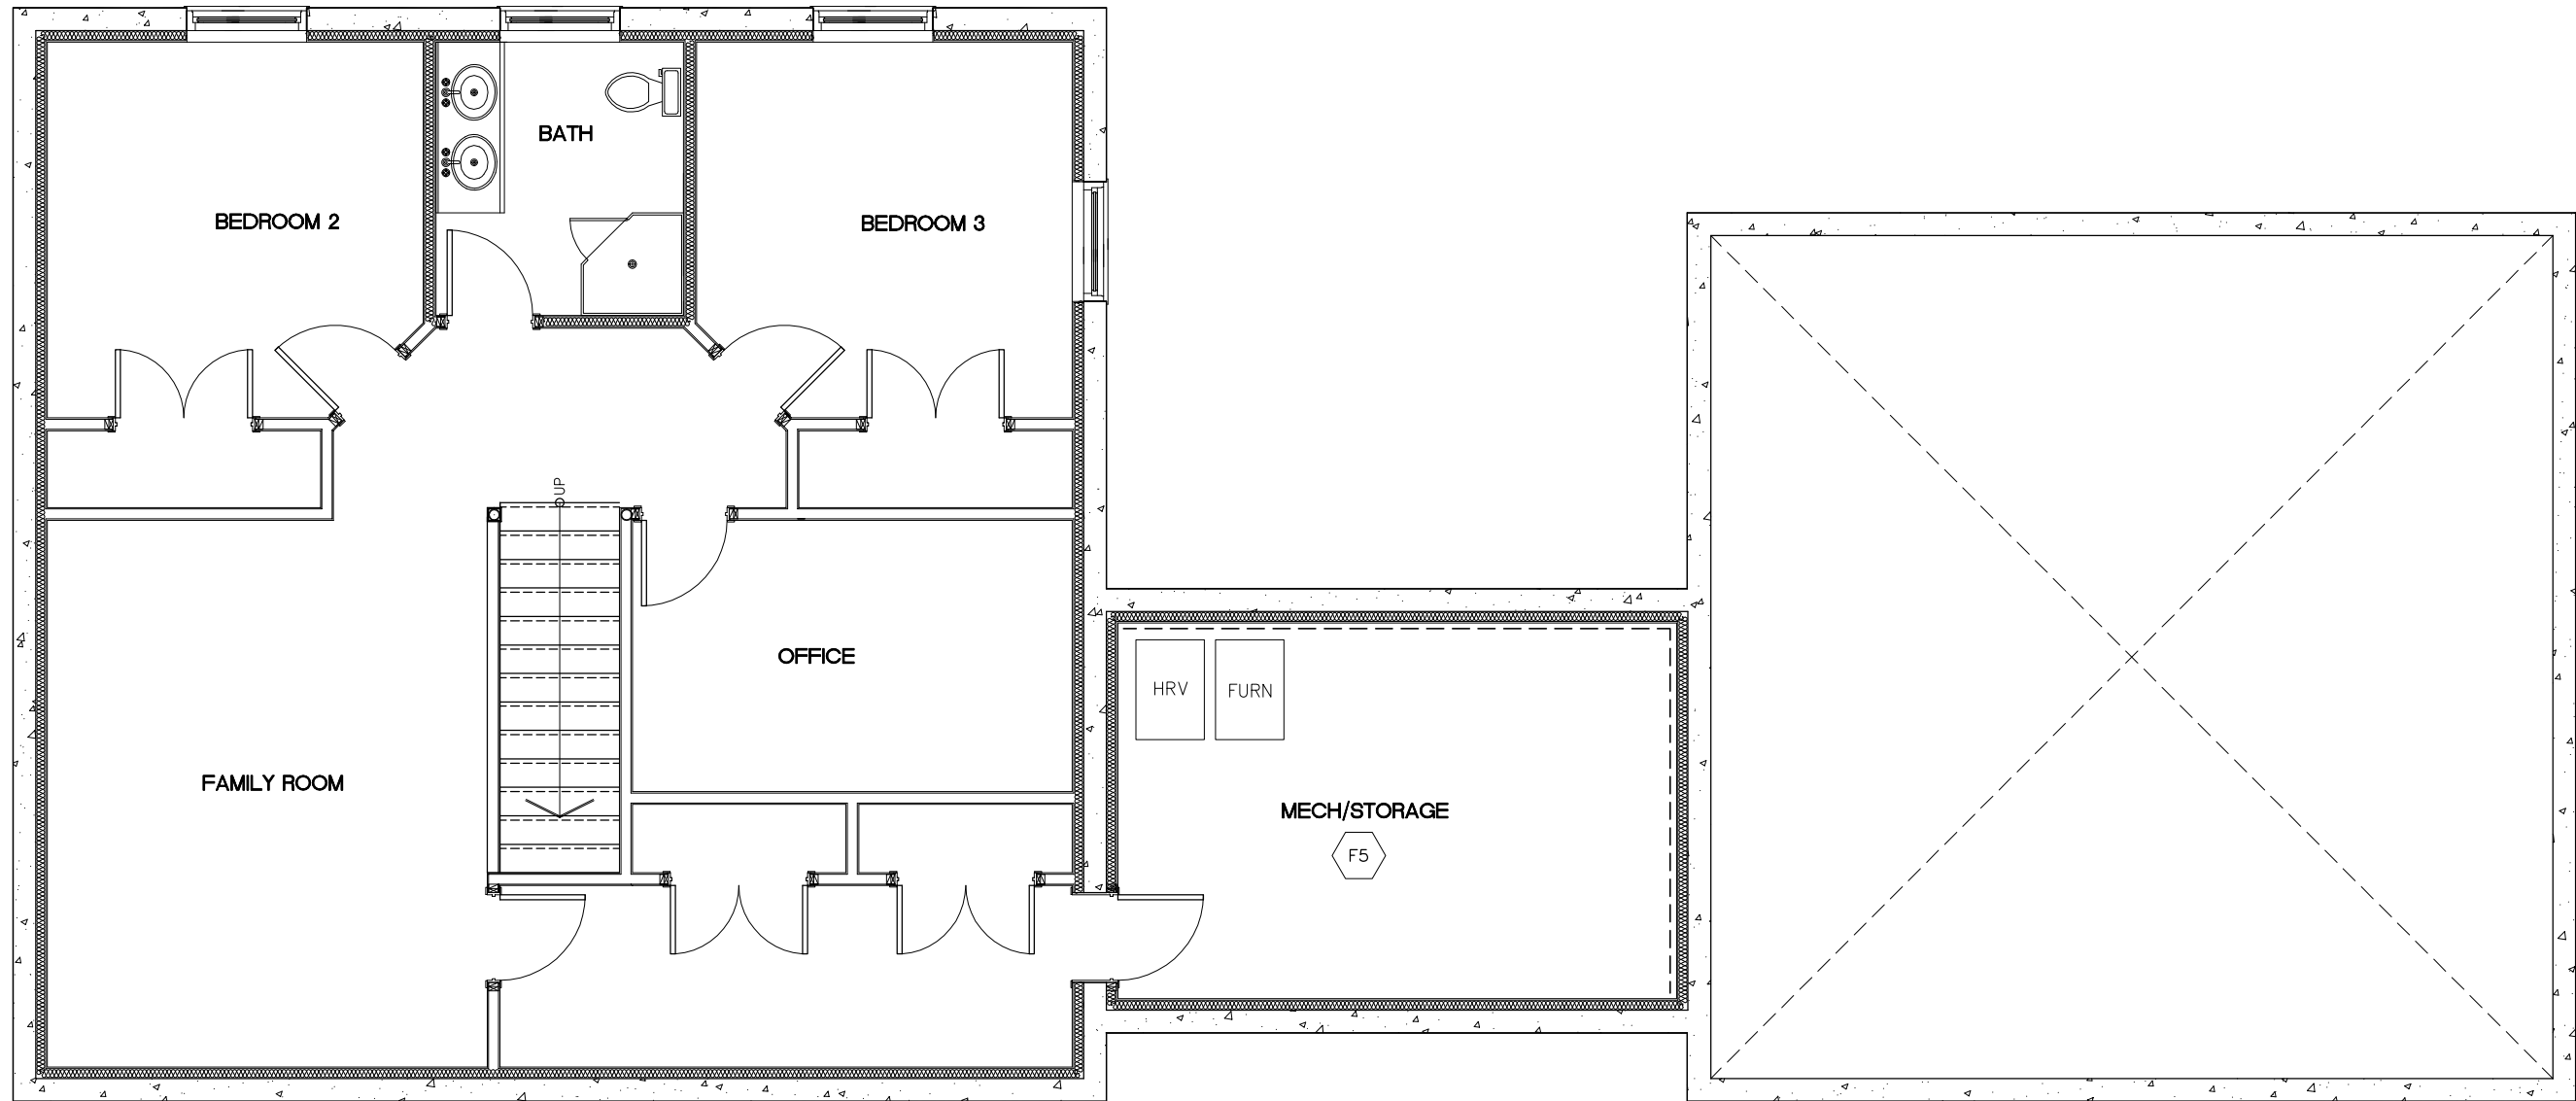 BATH
BEDROOM 2
BEDROOM 3
UP
OFFICE
HRV
FURN
FAMILY ROOM
MECH/STORAGE
F5